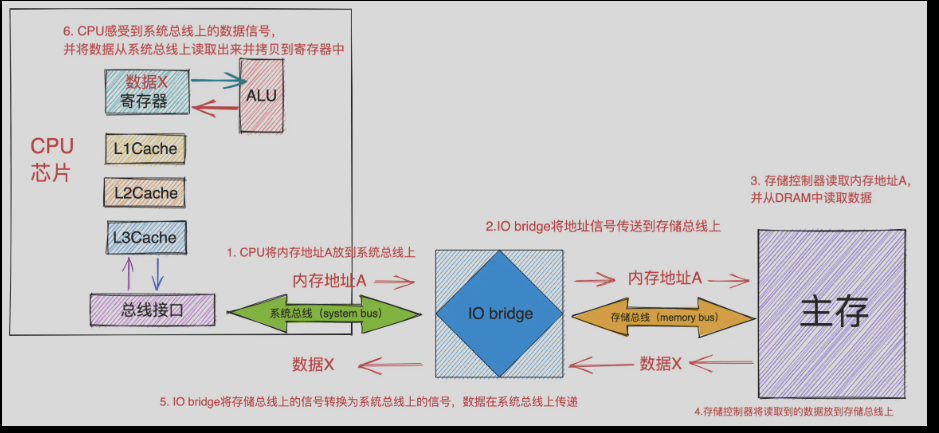 6. CPU感受到系统总线上的数据信号，
并将数据从系统总线上读取出来并拷贝到寄存器中
数据X
寄存器
ALU
CPU
芯片
L1Cache
L2Cache
L3Cache
总线接口
1. CPU将内存地址A放到系统总线上
内存地址A
系统总线（system bus）
数据X
IO bridge
2.IO bridge将地址信号传送到存储总线上
内存地址A
存储总线（memory bus）
数据X
3. 存储控制器读取内存地址A，
并从DRAM中读取数据
主存
5. IO bridge将存储总线上的信号转换为系统总线上的信号，数据在系统总线上传递
4.存储控制器将读取到的数据放到存储总线上